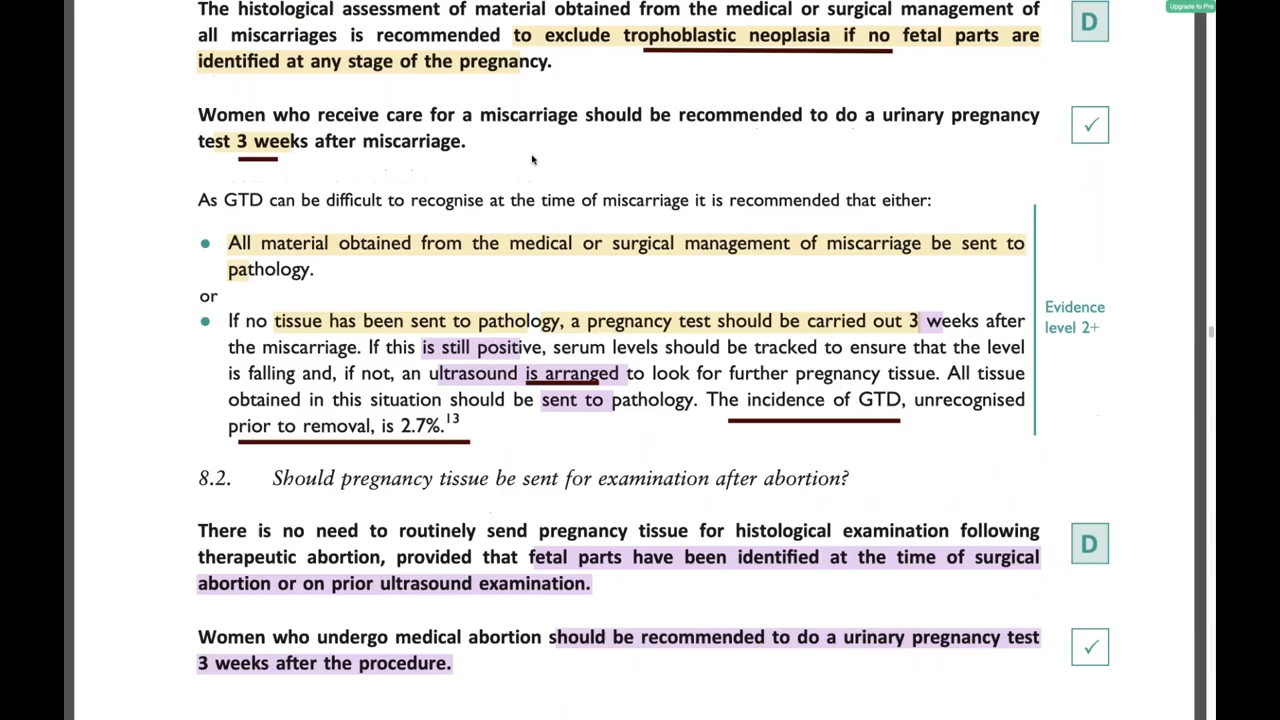 Upgrade to Pro
The histological assessment of material obtained from the medical or surgical management of
all miscarriages is recommended to exclude trophoblastic neoplasia if no fetal parts are
identified at any stage of the pregnancy.
D
Women who receive care for a miscarriage should be recommended to do a urinary pregnancy
test 3 weeks after miscarriage.
✓
As GTD can be difficult to recognise at the time of miscarriage it is recommended that either:
● All material obtained from the medical or surgical management of miscarriage be sent to
pathology.
or
● If no tissue has been sent to pathology, a pregnancy test should be carried out 3 weeks after
the miscarriage. If this is still positive, serum levels should be tracked to ensure that the level
is falling and, if not, an ultrasound is arranged to look for further pregnancy tissue. All tissue
obtained in this situation should be sent to pathology. The incidence of GTD, unrecognised
prior to removal, is 2.7%.13
Evidence
level 2+
8.2. Should pregnancy tissue be sent for examination after abortion?
There is no need to routinely send pregnancy tissue for histological examination following
therapeutic abortion, provided that fetal parts have been identified at the time of surgical
abortion or on prior ultrasound examination.
D
Women who undergo medical abortion should be recommended to do a urinary pregnancy test
3 weeks after the procedure.
✓